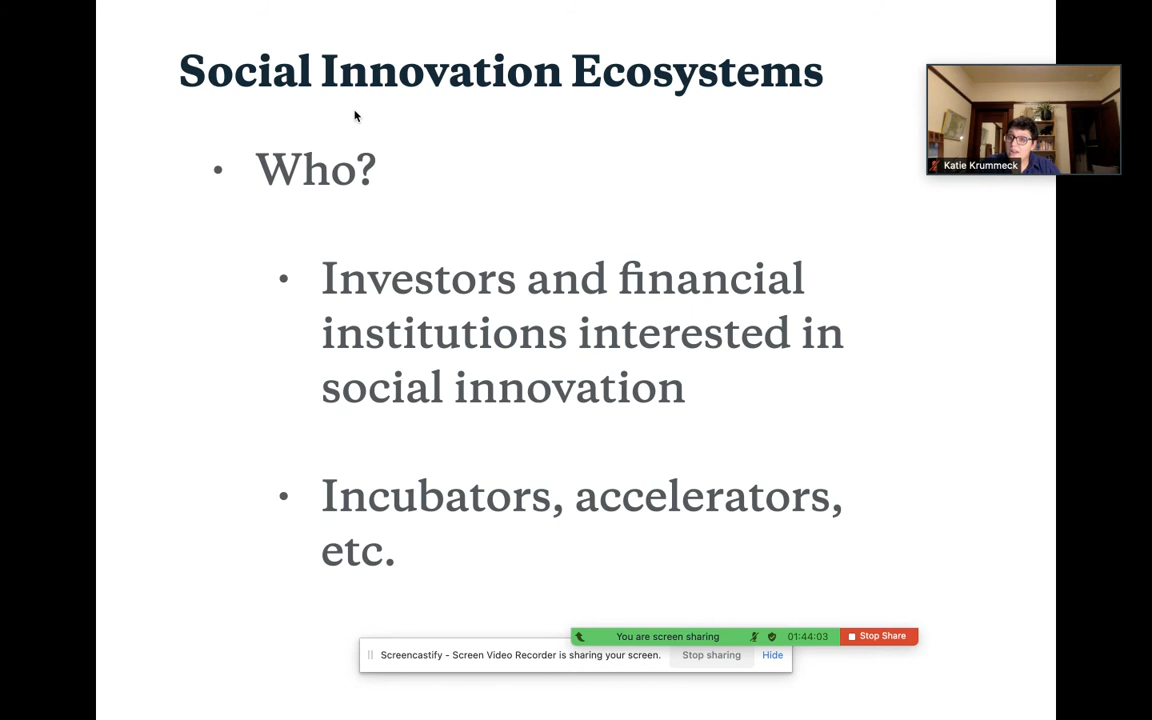 Social Innovation Ecosystems
• Who?
• Investors and financial
institutions interested in
social innovation
• Incubators, accelerators,
etc.
Katie Krummeck
You are screen sharing
01:44:03
Stop Share
Screencastify - Screen Video Recorder is sharing your screen.
Stop sharing
Hide